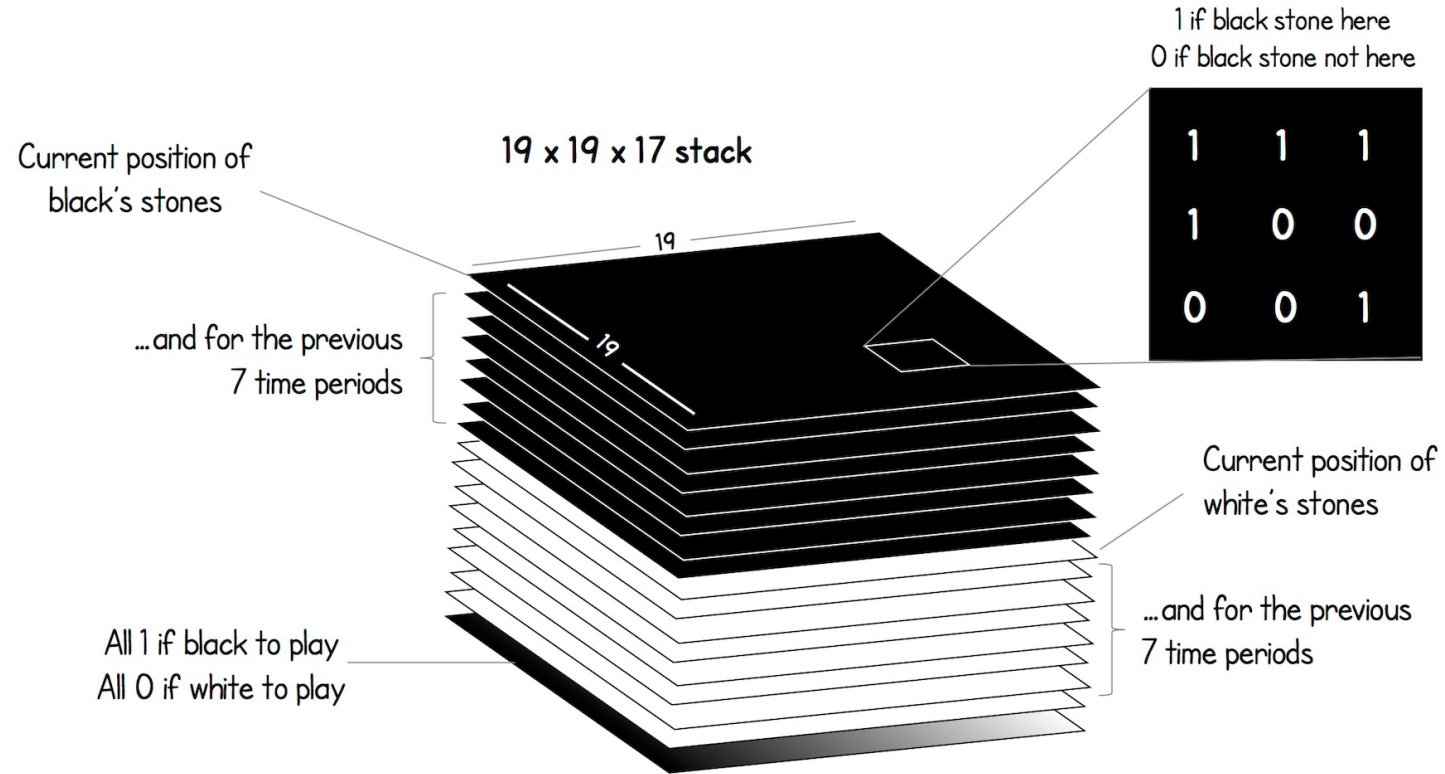 1 if black stone here
0 if black stone not here
1 1 1
1 0 0
0 0 1
19 x 19 x 17 stack
Current position of
black's stones
19
19
...and for the previous
7 time periods
Current position of
white's stones
...and for the previous
7 time periods
All 1 if black to play
All 0 if white to play